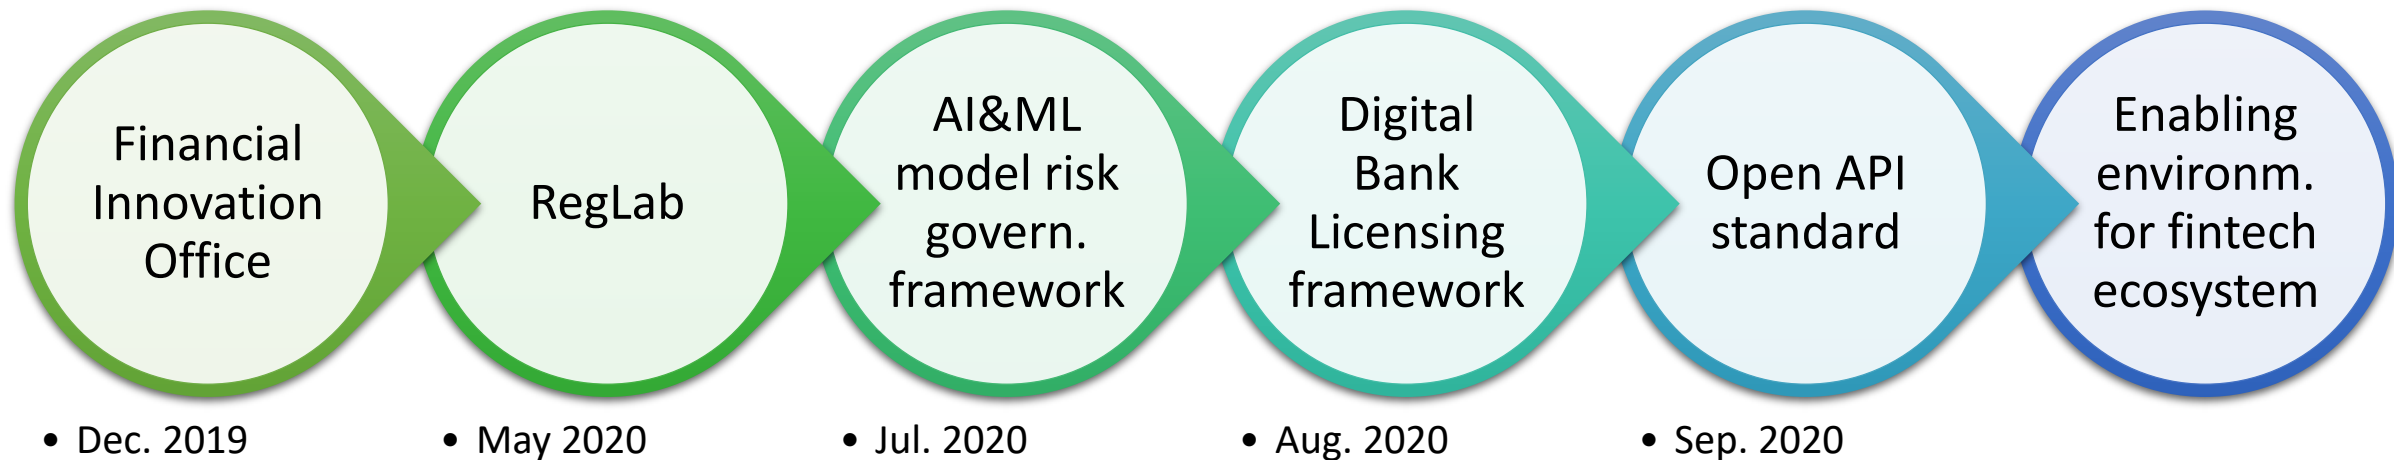 Financial
Innovation
Office
RegLab
AI&ML
model risk
govern.
framework
Digital
Bank
Licensing
framework
Open API
standard
Enabling
environm.
for fintech
ecosystem
• Dec. 2019
• May 2020
• Jul. 2020
• Aug. 2020
• Sep. 2020